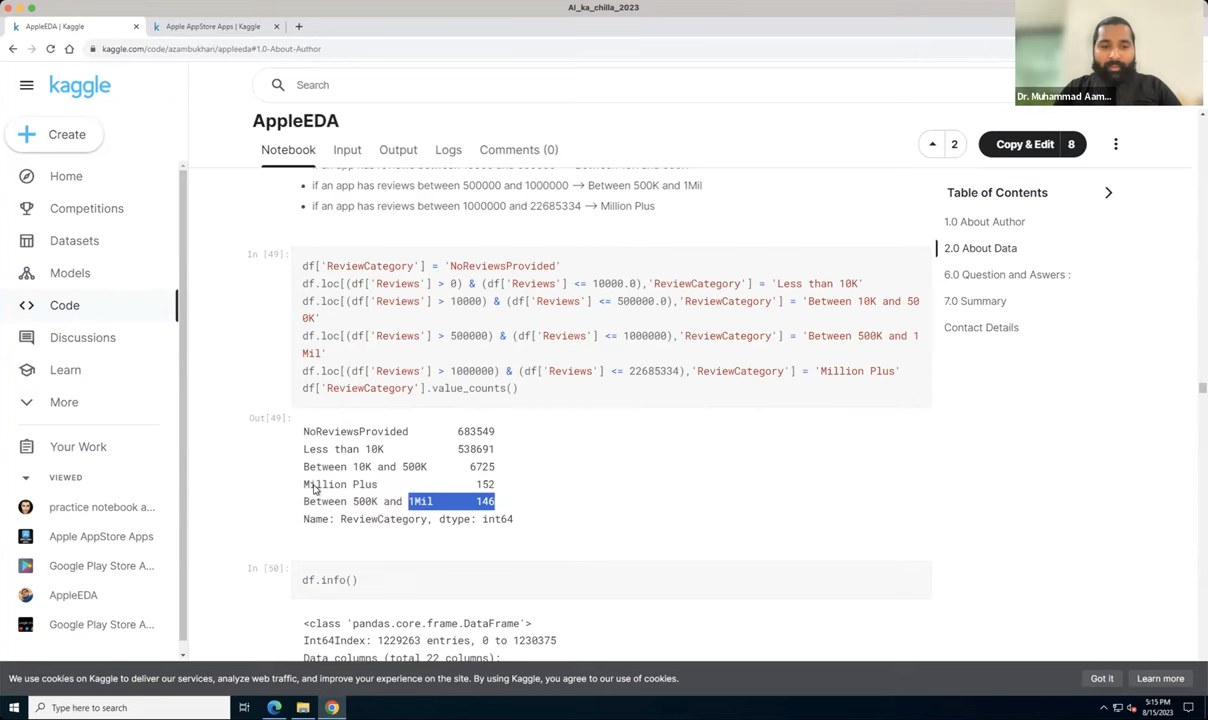 AI_ka_chilla_2023
AppleEDA | Kaggle
Apple AppStore Apps | Kaggle
kaggle.com/code/azambukhari/appleeda#1.0-About-Author
Dr. Muhammad Aam...
kaggle
Search
Create
AppleEDA
2
Copy & Edit 8
Notebook Input Output Logs Comments (0)
Home
Competitions
Datasets
Models
Code
Discussions
Learn
More
Your Work
VIEWED
practice notebook a...
Apple AppStore Apps
Google Play Store A...
AppleEDA
Google Play Store A...
• if an app has reviews between 500000 and 1000000 --> Between 500K and 1Mil
• if an app has reviews between 1000000 and 22685334 --> Million Plus
In [49]:
df['ReviewCategory'] = 'NoReviewsProvided'
df.loc[(df['Reviews'] > 0) & (df['Reviews'] <= 10000.0),'ReviewCategory'] = 'Less than 10K'
df.loc[(df['Reviews'] > 10000) & (df['Reviews'] <= 500000.0),'ReviewCategory'] = 'Between 10K and 50
0K'
df.loc[(df['Reviews'] > 500000) & (df['Reviews'] <= 1000000),'ReviewCategory'] = 'Between 500K and 1
Mil'
df.loc[(df['Reviews'] > 1000000) & (df['Reviews'] <= 22685334),'ReviewCategory'] = 'Million Plus'
df['ReviewCategory'].value_counts()
Out[49]:
NoReviewsProvided 683549
Less than 10K 538691
Between 10K and 500K 6725
Million Plus 152
Between 500K and 1Mil 146
Name: ReviewCategory, dtype: int64
In [50]:
df.info()
<class 'pandas.core.frame.DataFrame'>
Int64Index: 1229263 entries, 0 to 1230375
Data columns (total 22 columns):
Table of Contents
1.0 About Author
2.0 About Data
6.0 Question and Aswers :
7.0 Summary
Contact Details
We use cookies on Kaggle to deliver our services, analyze web traffic, and improve your experience on the site. By using Kaggle, you agree to our use of cookies.
Got it
Learn more
Type here to search
5:15 PM
8/15/2023